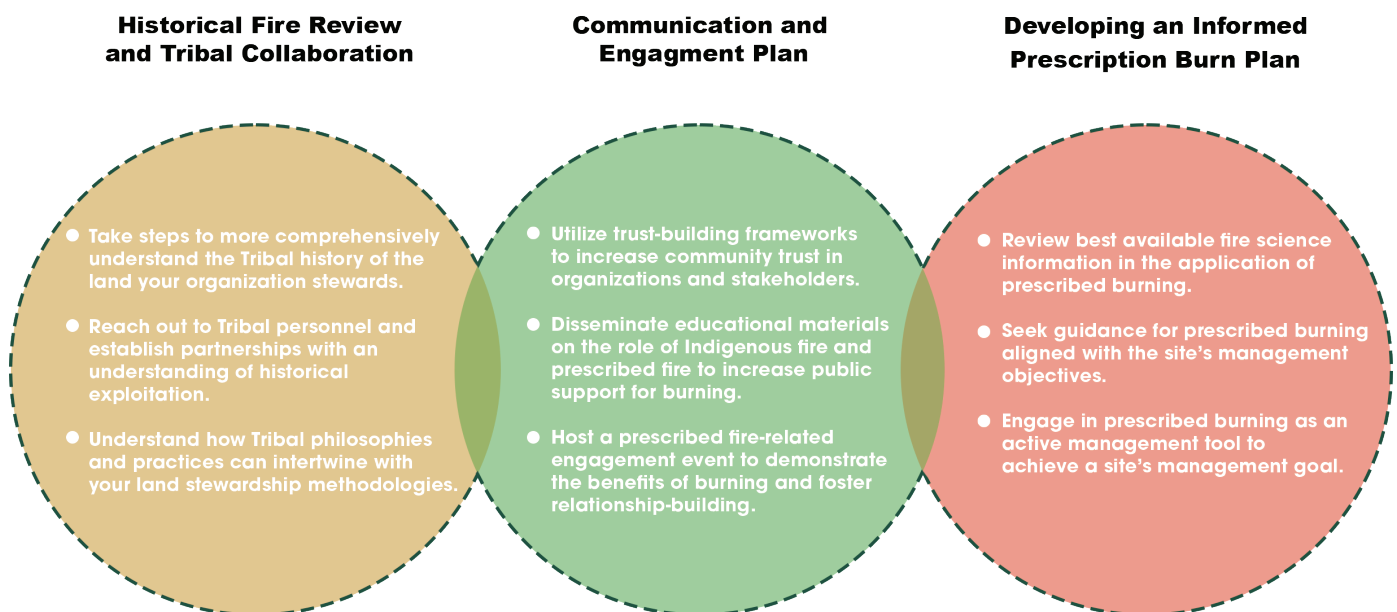 Historical Fire Review
and Tribal Collaboration
Take steps to more comprehensively
understand the Tribal history of the
land your organization stewards.
Reach out to Tribal personnel and
establish partnerships with an
understanding of historical
exploitation.
Understand how Tribal philosophies
and practices can intertwine with
your land stewardship methodologies.
Communication and
Engagment Plan
Utilize trust-building frameworks
to increase community trust in
organizations and stakeholders.
Disseminate educational materials
on the role of Indigenous fire and
prescribed fire to increase public
support for burning.
Host a prescribed fire-related
engagement event to demonstrate
the benefits of burning and foster
relationship-building.
Developing an Informed
Prescription Burn Plan
Review best available fire science
information in the application of
prescribed burning.
Seek guidance for prescribed burning
aligned with the site's management
objectives.
Engage in prescribed burning as an
active management tool to
achieve a site's management goal.